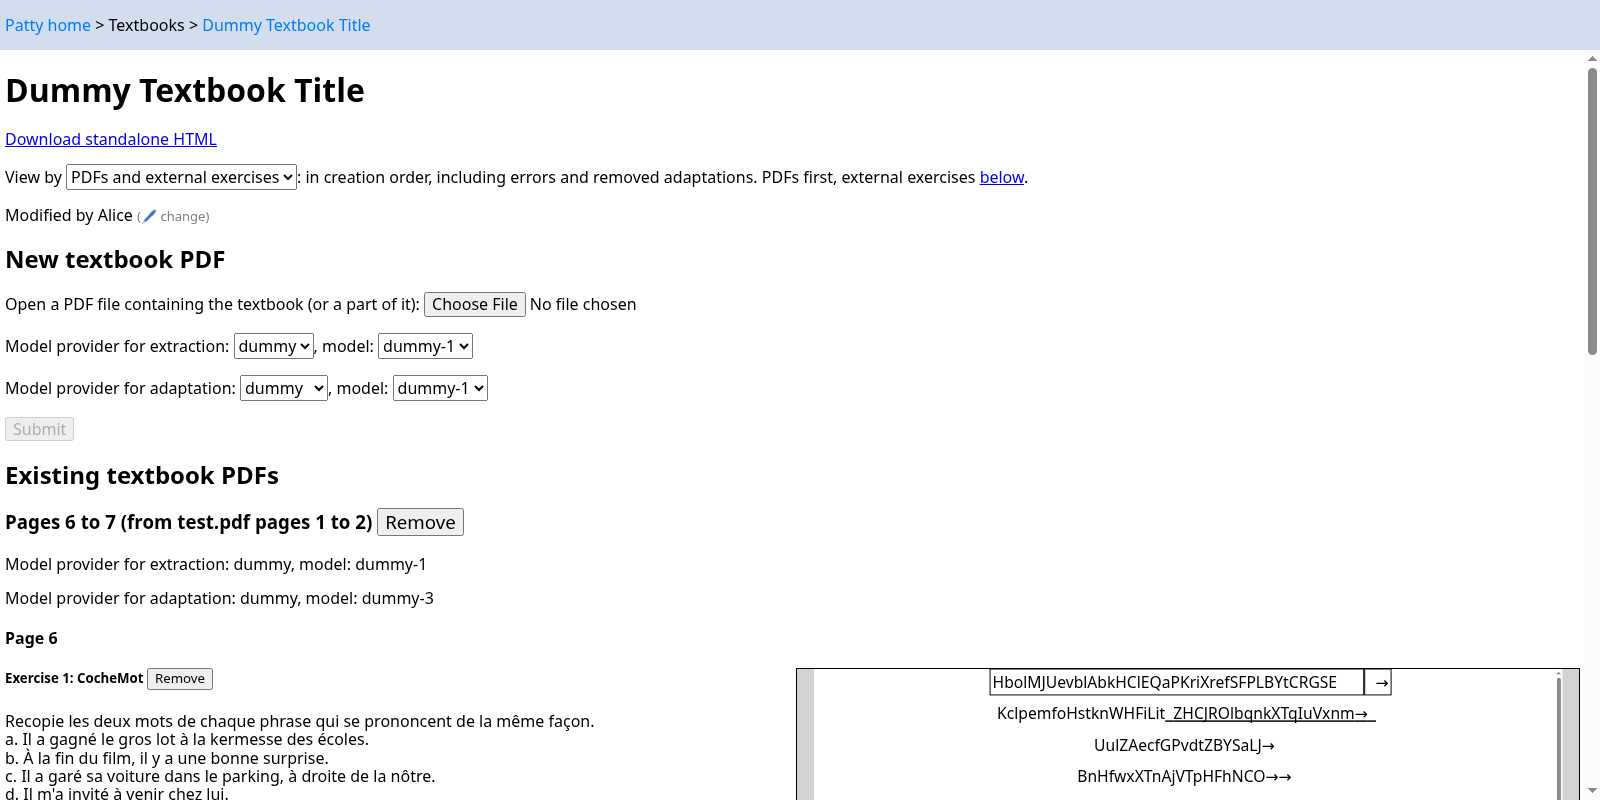 Patty home > Textbooks > Dummy Textbook Title
Dummy Textbook Title
Download standalone HTML
View by PDFs and external exercises : in creation order, including errors and removed adaptations. PDFs first, external exercises below.
Modified by Alice (🖊️ change)
New textbook PDF
Open a PDF file containing the textbook (or a part of it): Choose File No file chosen
Model provider for extraction: dummy , model: dummy-1
Model provider for adaptation: dummy , model: dummy-1
Submit
Existing textbook PDFs
Pages 6 to 7 (from test.pdf pages 1 to 2) Remove
Model provider for extraction: dummy, model: dummy-1
Model provider for adaptation: dummy, model: dummy-3
Page 6
Exercise 1: CocheMot Remove
Recopie les deux mots de chaque phrase qui se prononcent de la même façon.
a. Il a gagné le gros lot à la kermesse des écoles.
b. À la fin du film, il y a une bonne surprise.
c. Il a garé sa voiture dans le parking, à droite de la nôtre.
d. Il m'a invité à venir chez lui.
→
→
→
→→